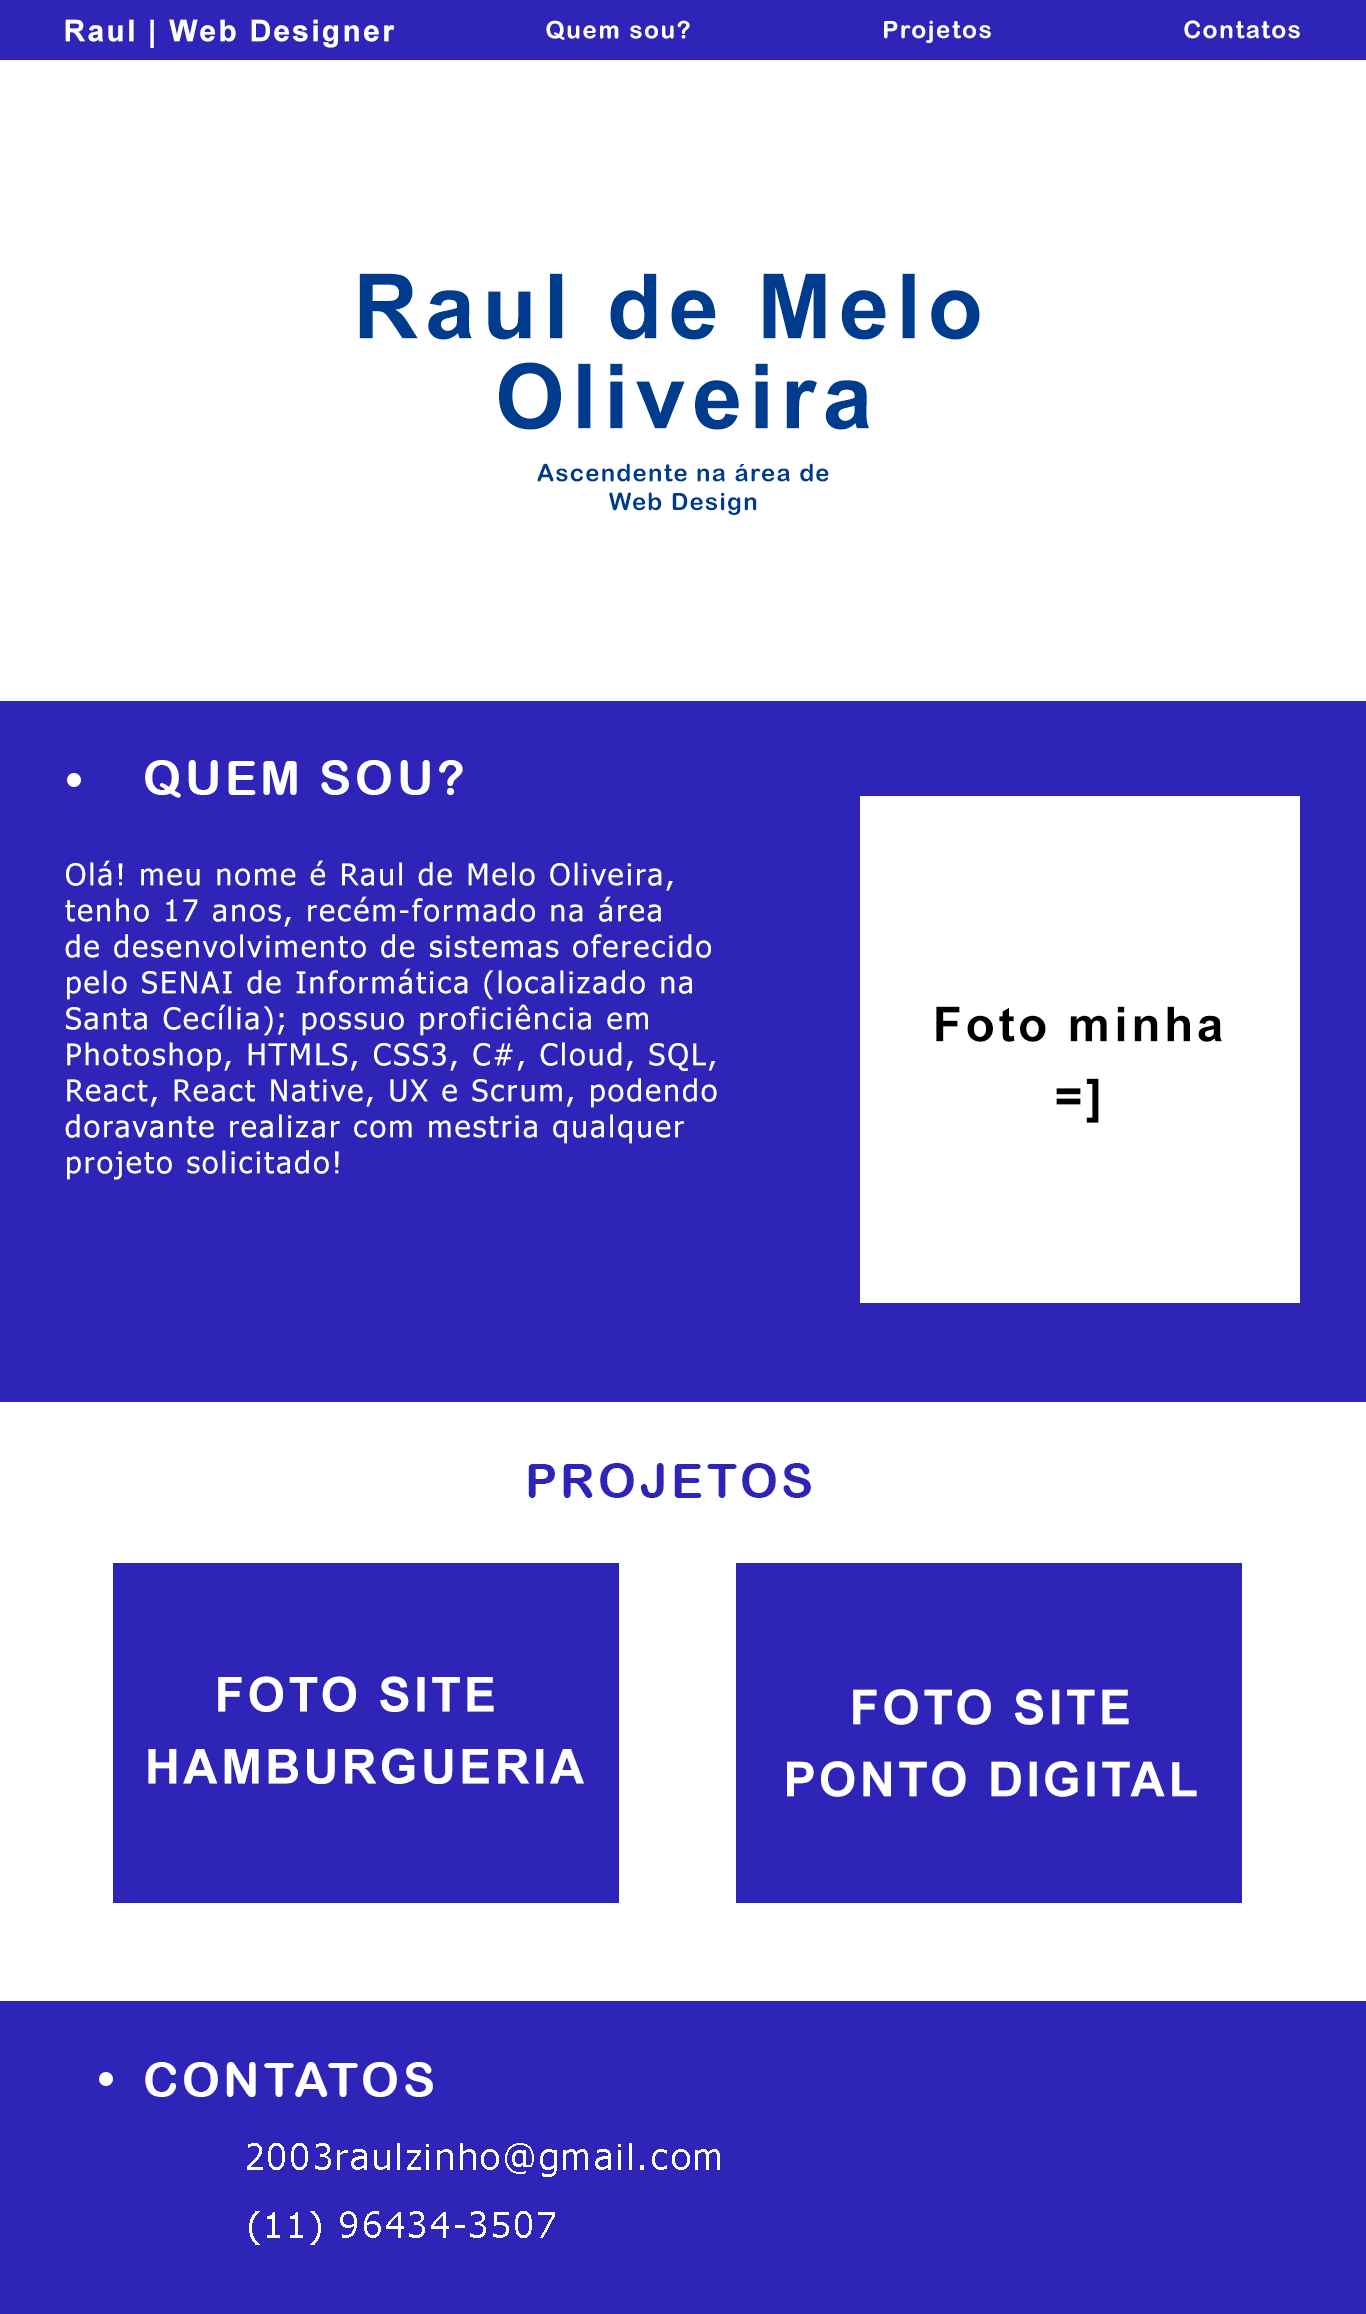 Raul | Web Designer Quem sou? Projetos Contatos
Raul de Melo
Oliveira
Ascendente na área de
Web Design
• QUEM SOU?
Olá! meu nome é Raul de Melo Oliveira,
tenho 17 anos, recém-formado na área
de desenvolvimento de sistemas oferecido
pelo SENAI de Informática (localizado na
Santa Cecília); possuo proficiência em
Photoshop, HTMLS, CSS3, C#, Cloud, SQL,
React, React Native, UX e Scrum, podendo
doravante realizar com mestria qualquer
projeto solicitado!
Foto minha
=]
PROJETOS
FOTO SITE
HAMBURGUERIA
FOTO SITE
PONTO DIGITAL
• CONTATOS
2003raulzinho@gmail.com
(11) 96434-3507